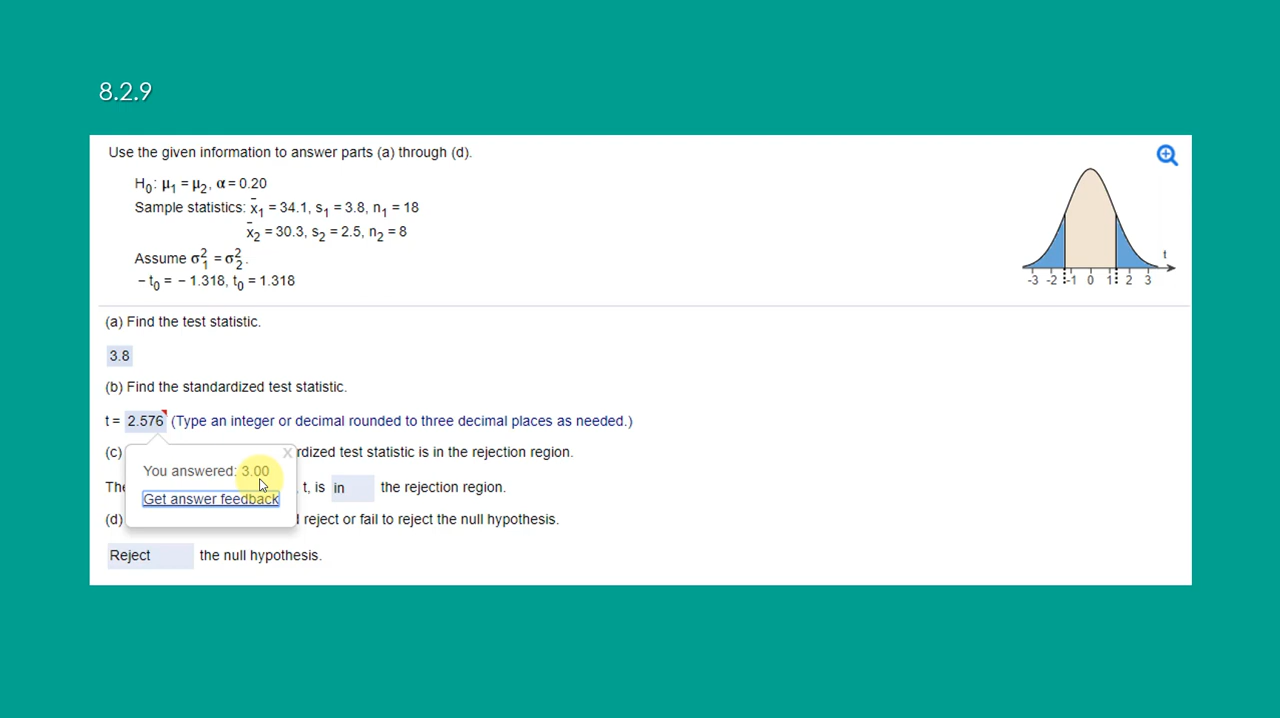 8.2.9
Use the given information to answer parts (a) through (d).
H₀: μ₁ = μ₂, α = 0.20
Sample statistics: x̄₁ = 34.1, s₁ = 3.8, n₁ = 18
x̄₂ = 30.3, s₂ = 2.5, n₂ = 8
Assume σ₁² = σ₂².
− t₀ = − 1.318, t₀ = 1.318
t
-3 -2 -1 0 1 2 3
(a) Find the test statistic.
3.8
(b) Find the standardized test statistic.
t = 2.576 (Type an integer or decimal rounded to three decimal places as needed.)
(c) rdized test statistic is in the rejection region.
X
You answered: 3.00
The , t, is in the rejection region.
Get answer feedback
(d) reject or fail to reject the null hypothesis.
Reject the null hypothesis.